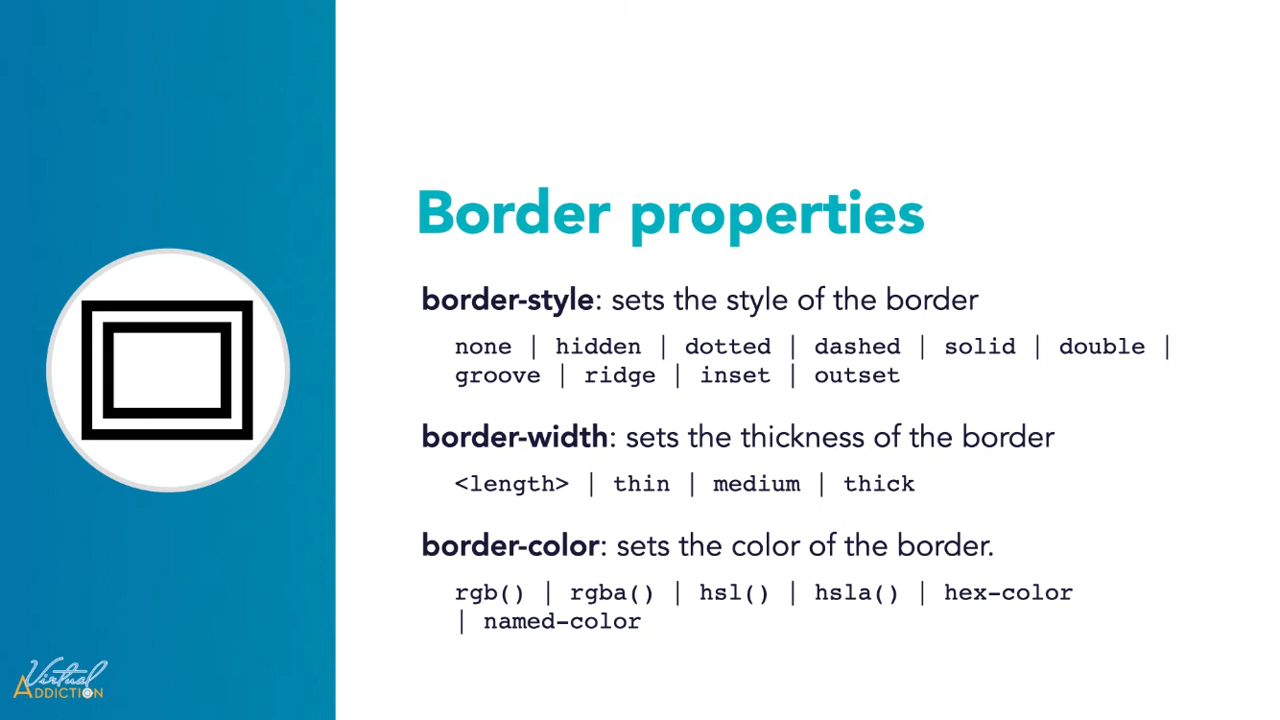 Border properties
border-style: sets the style of the border
none | hidden | dotted | dashed | solid | double |
groove | ridge | inset | outset
border-width: sets the thickness of the border
<length> | thin | medium | thick
border-color: sets the color of the border.
rgb() | rgba() | hsl() | hsla() | hex-color
| named-color
Virtual
ADDICTION